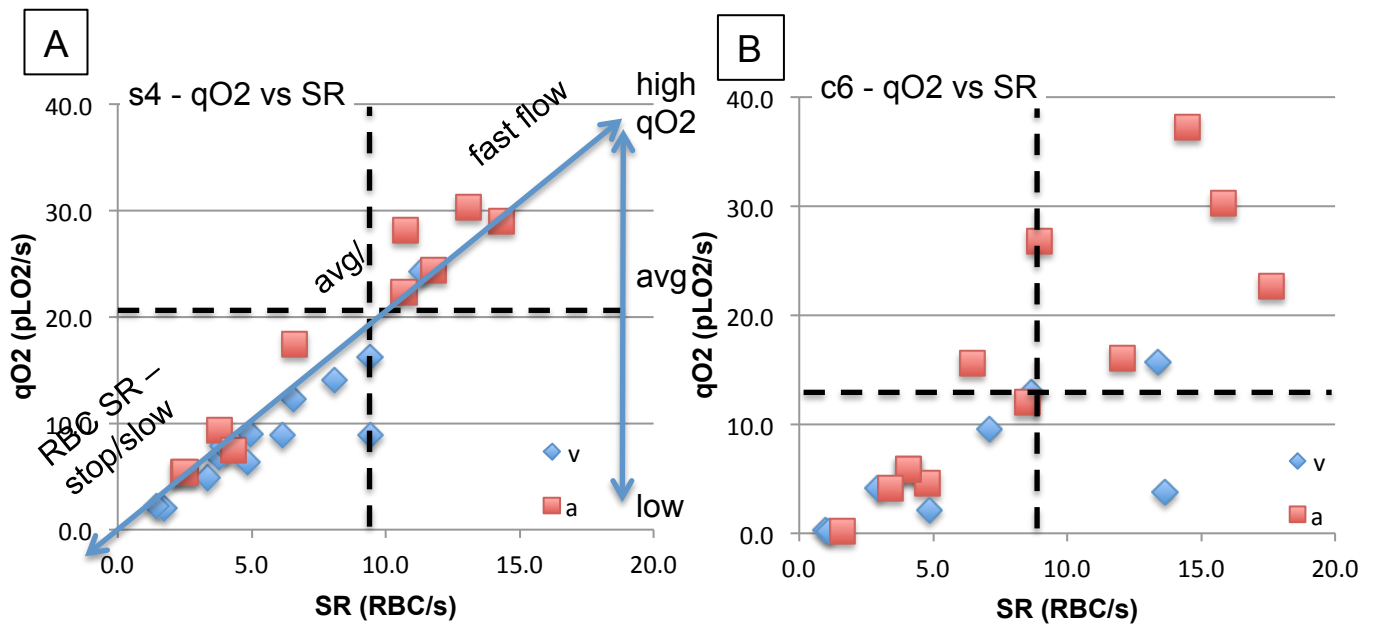 A
s4 - qO2 vs SR
high
qO2
fast flow
avg/
avg
RBC SR –
stop/slow
low
40.0
30.0
20.0
10.0
0.0
qO2 (pLO2/s)
0.0 5.0 10.0 15.0 20.0
SR (RBC/s)
v
a
B
c6 - qO2 vs SR
40.0
30.0
20.0
10.0
0.0
qO2 (pLO2/s)
0.0 5.0 10.0 15.0 20.0
SR (RBC/s)
v
a